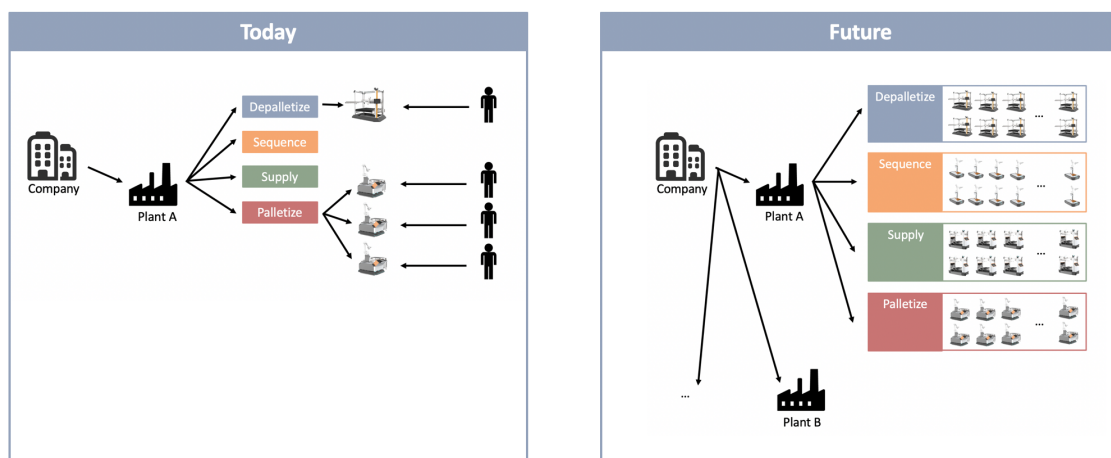 Today
Depalletize
Sequence
Supply
Palletize
Company
Plant A
Future
Depalletize
...
Sequence
...
Supply
...
Palletize
...
Company
Plant A
...
Plant B